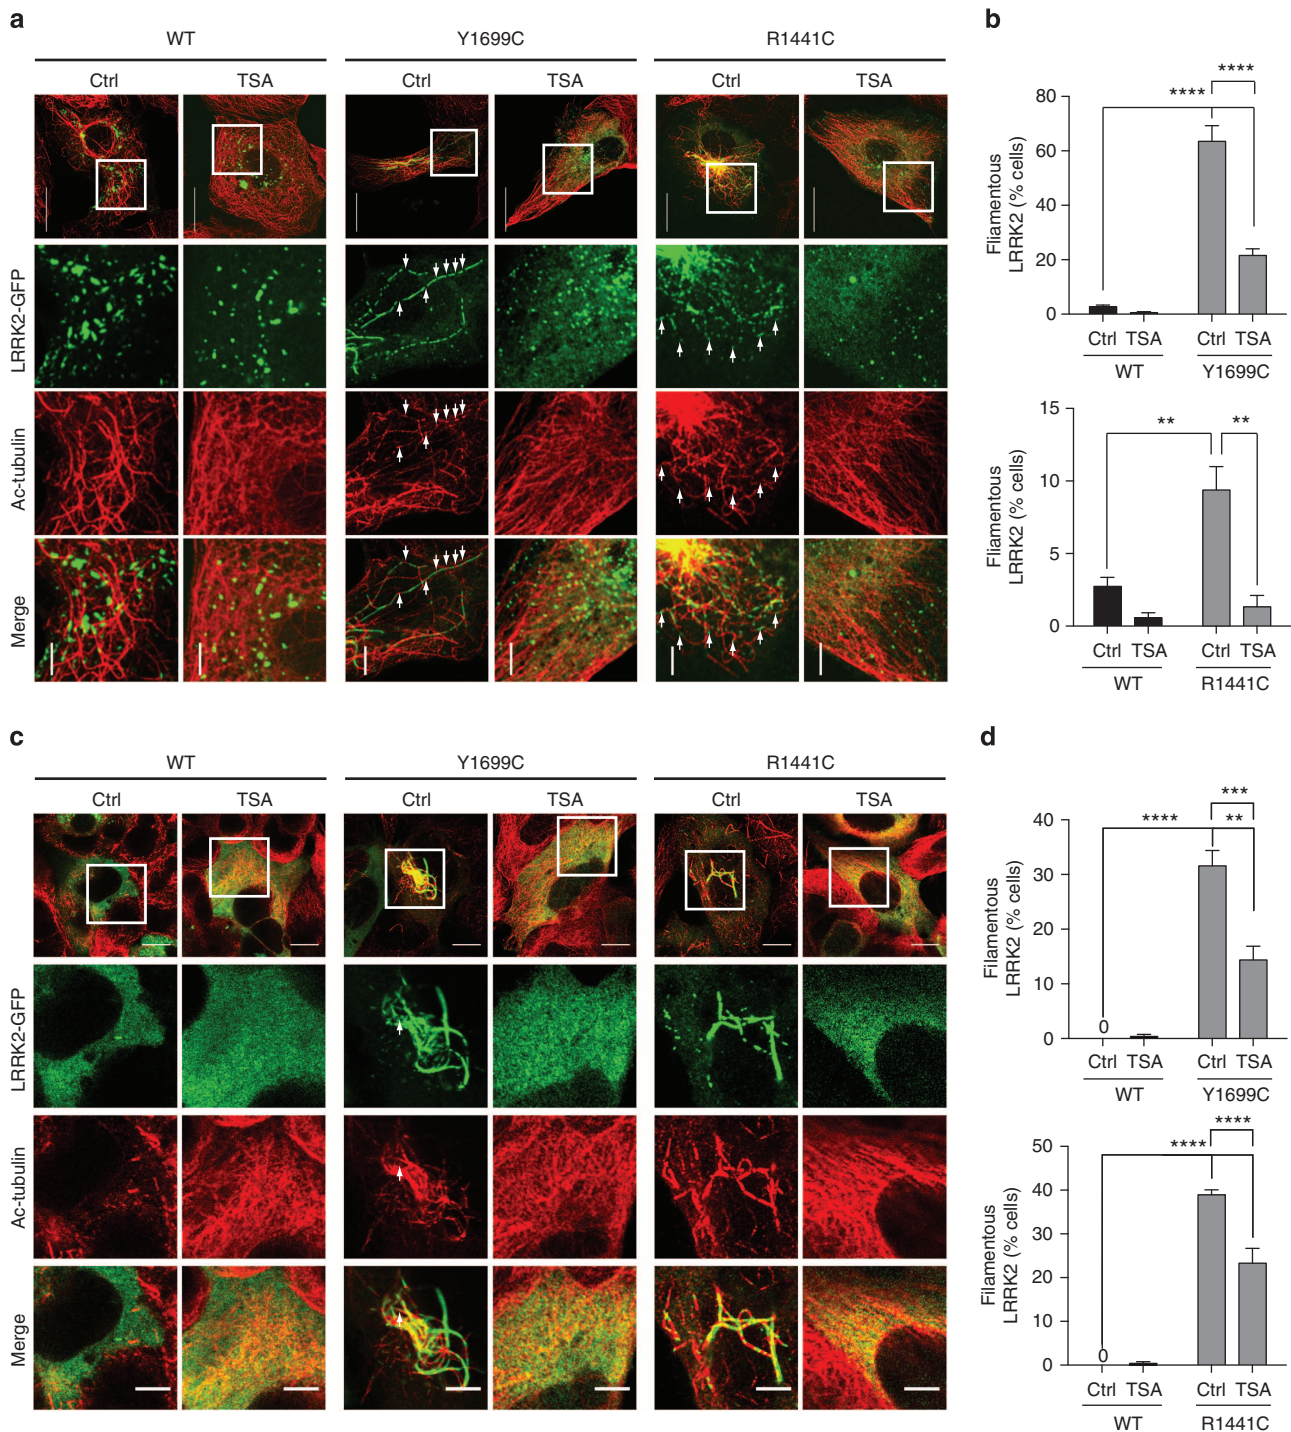 a
WT
Y1699C
R1441C
Ctrl
TSA
Ctrl
TSA
Ctrl
TSA
LRRK2-GFP
Ac-tubulin
Merge
b
Fliamentous
LRRK2 (% cells)
80
60
40
20
0
****
****
Ctrl
TSA
Ctrl
TSA
WT
Y1699C
Fliamentous
LRRK2 (% cells)
15
10
5
0
**
**
Ctrl
TSA
Ctrl
TSA
WT
R1441C
c
WT
Y1699C
R1441C
Ctrl
TSA
Ctrl
TSA
Ctrl
TSA
LRRK2-GFP
Ac-tubulin
Merge
d
Filamentous
LRRK2 (% cells)
40
30
20
10
0
****
***
**
0
Ctrl
TSA
Ctrl
TSA
WT
Y1699C
Filamentous
LRRK2 (% cells)
50
40
30
20
10
0
****
****
0
Ctrl
TSA
Ctrl
TSA
WT
R1441C